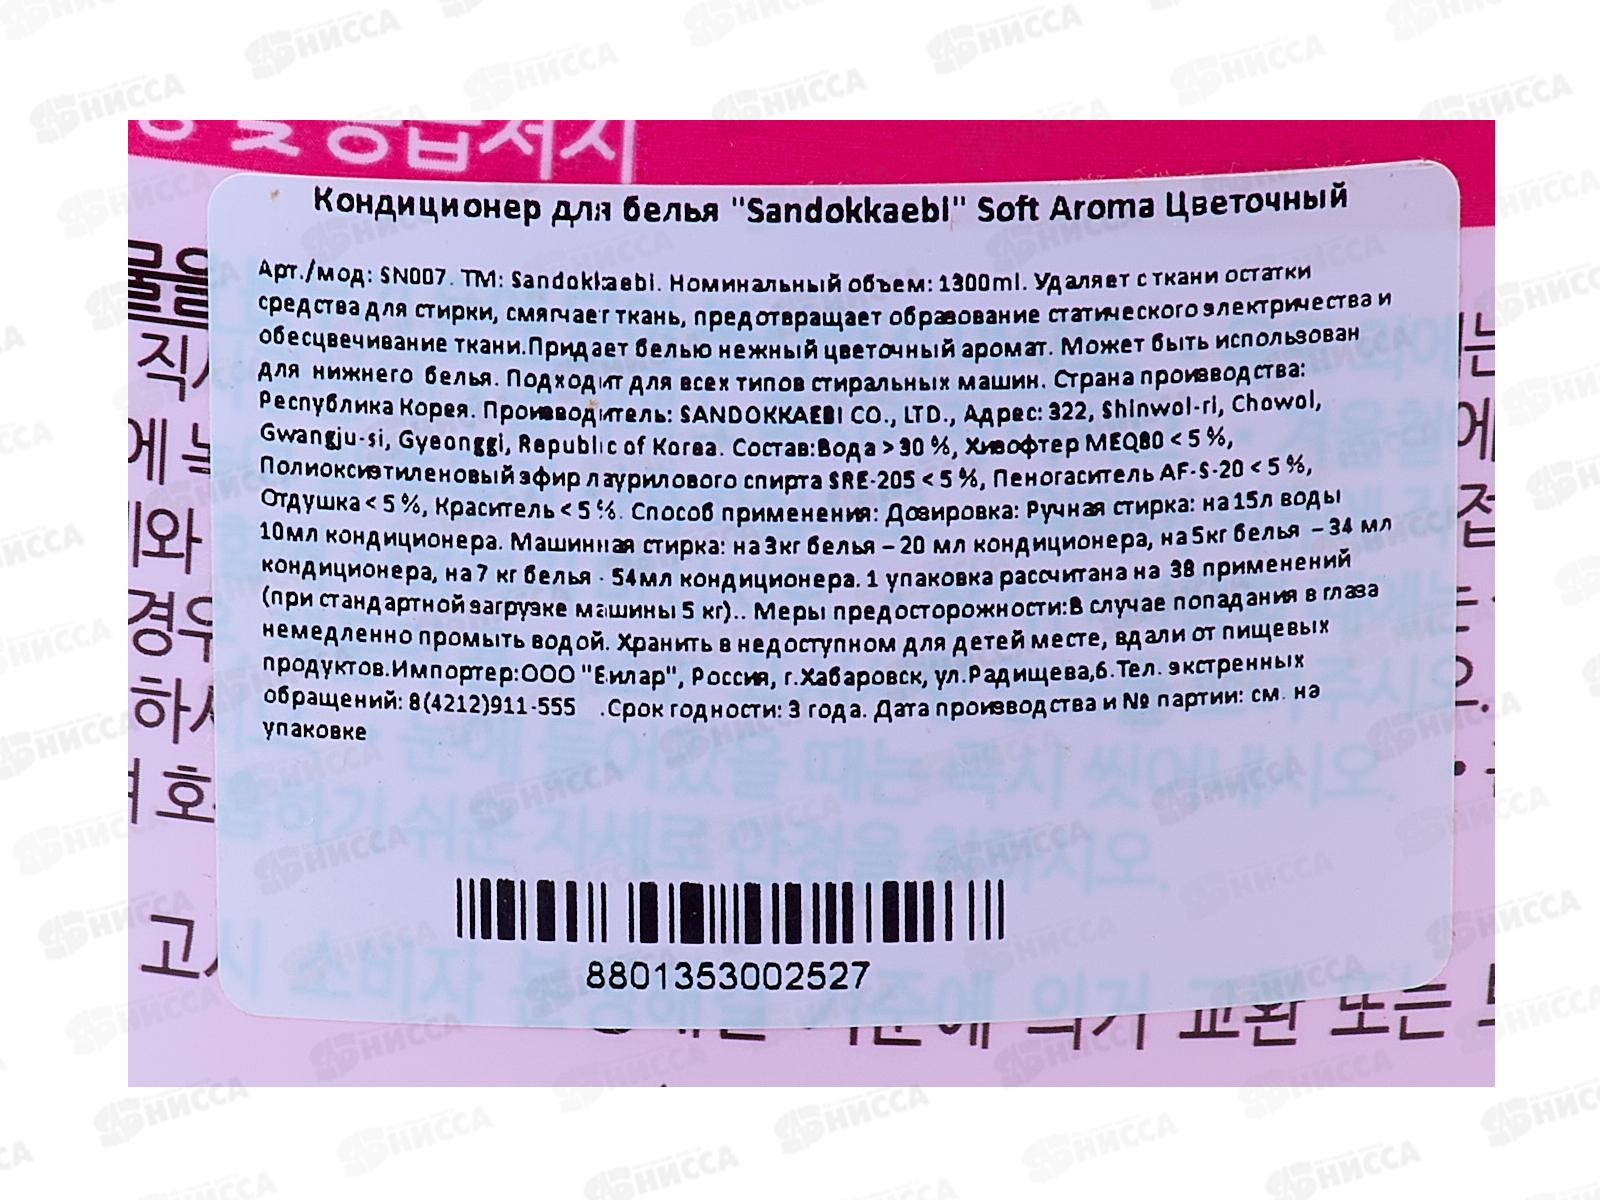 Кондиционер для белья "Sandokkaebi" Soft Aroma Цветочный
Арт./мод: SN007. ТМ: Sandokkaebi. Номинальный объем: 1300ml. Удаляет с ткани остатки
средства для стирки, смягчает ткань, предотвращает образование статического электричества и
обесцвечивание ткани.Придает белью нежный цветочный аромат. Может быть использован
для нижнего белья. Подходит для всех типов стиральных машин. Страна производства:
Республика Корея. Производитель: SANDOKKAEBI CO., LTD., Адрес: 322, Shinwol-ri, Chowol,
Gwangju-si, Gyeonggi, Republic of Korea. Состав:Вода > 30 %, Хивофтер MEQ80 < 5 %,
Полиоксиэтиленовый эфир лаурилового спирта SRE-205 < 5 %, Пеногаситель AF-S-20 < 5 %,
Отдушка < 5 %, Краситель < 5 %. Способ применения: Дозировка: Ручная стирка: на 15л воды
10мл кондиционера. Машинная стирка: на 3кг белья – 20 мл кондиционера, на 5кг белья – 34 мл
кондиционера, на 7 кг белья - 54мл кондиционера. 1 упаковка рассчитана на 38 применений
(при стандартной загрузке машины 5 кг).. Меры предосторожности:В случае попадания в глаза
немедленно промыть водой. Хранить в недоступном для детей месте, вдали от пищевых
продуктов.Импортер:ООО "Билар", Россия, г.Хабаровск, ул.Радищева,6.Тел. экстренных
обращений: 8(4212)911-555 .Срок годности: 3 года. Дата производства и № партии: см. на
упаковке
8801353002527